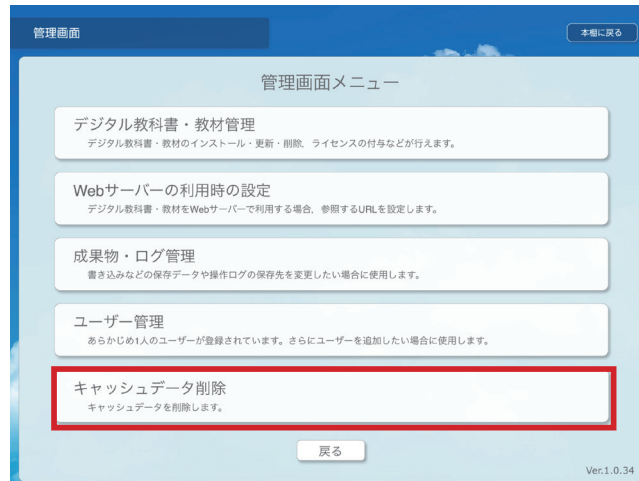 管理画面
本棚に戻る
管理画面メニュー
デジタル教科書・教材管理
デジタル教科書・教材のインストール・更新・削除、ライセンスの付与などが行えます。
Webサーバーの利用時の設定
デジタル教科書・教材をWebサーバーで利用する場合、参照するURLを設定します。
成果物・ログ管理
書き込みなどの保存データや操作ログの保存先を変更したい場合に使用します。
ユーザー管理
あらかじめ1人のユーザーが登録されています。さらにユーザーを追加したい場合に使用します。
キャッシュデータ削除
キャッシュデータを削除します。
戻る
Ver.1.0.34